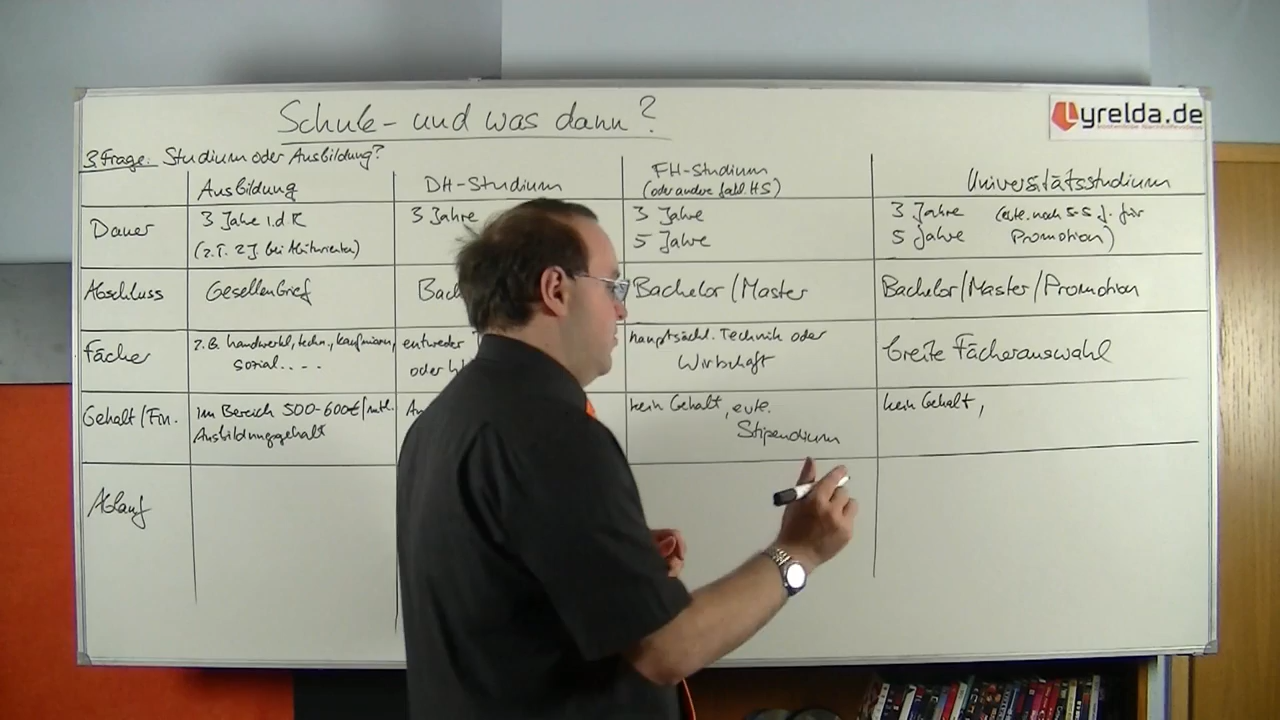 Schule - und was dann?
Lyrelda.de
3. Frage: Studium oder Ausbildung?
Ausbildung
DH-Studium
FH-Studium
(oder andere fachl. HS)
Universitätsstudium
Dauer
3 Jahre i.d.R
(z.T. 2 J. bei Abiturienten)
3 Jahre
3 Jahre
5 Jahre
3 Jahre (evtl. noch 3-5 J. für
5 Jahre Promotion)
Abschluss
Gesellenbrief
Bac
Bachelor/Master
Bachelor/Master/Promotion
Fächer
z.B. handwerkl., techn., kaufmänn.,
sozial....
entweder
oder
hauptsächl. Technik oder
Wirtschaft
breite Fächerauswahl
Gehalt/Fin.
im Bereich 500-600€/mtl.
Ausbildungsgehalt
kein Gehalt, evtl.
Stipendium
kein Gehalt,
Ablauf